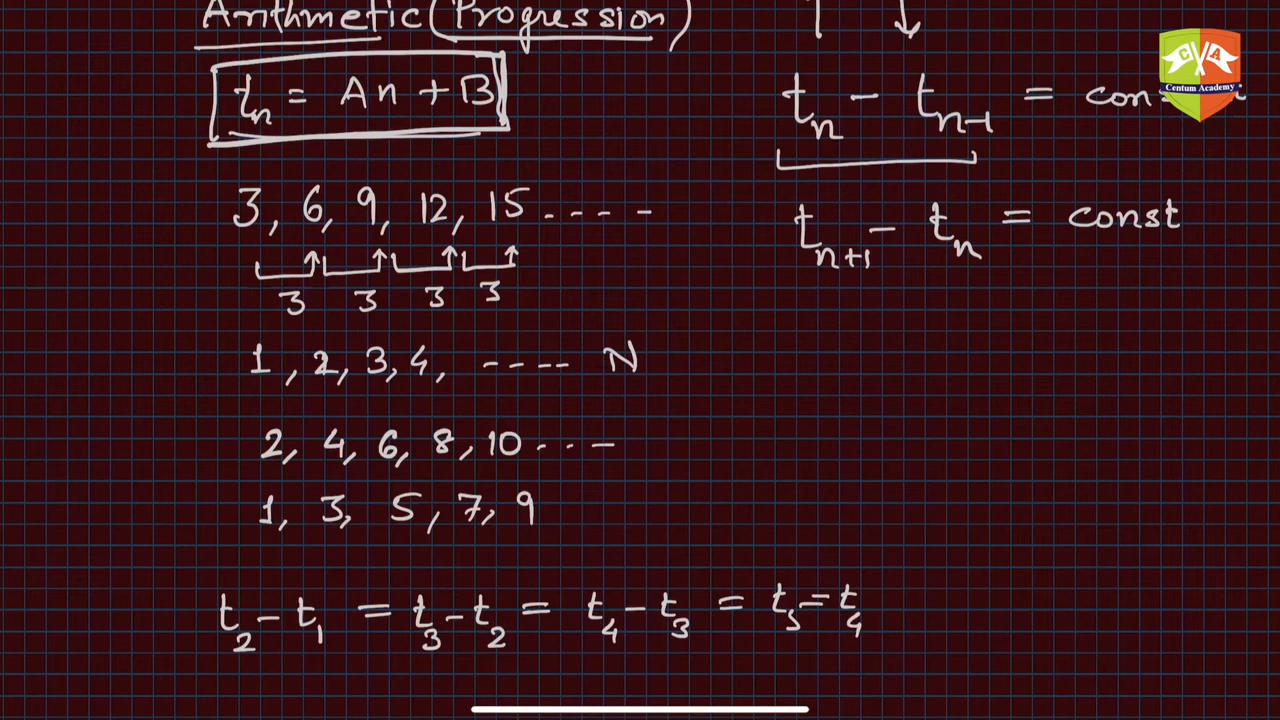 Arithmetic (Progression)
tₙ = An + B
3, 6, 9, 12, 15 - - - - -
3 3 3 3
1, 2, 3, 4, - - - - N
2, 4, 6, 8, 10 - - -
1, 3, 5, 7, 9
t₂ - t₁ = t₃ - t₂ = t₄ - t₃ = t₅ = t₄
↑ ↓
tₙ - tₙ₋₁ =
tₙ₊₁ - tₙ = const
C A
Centum Academy